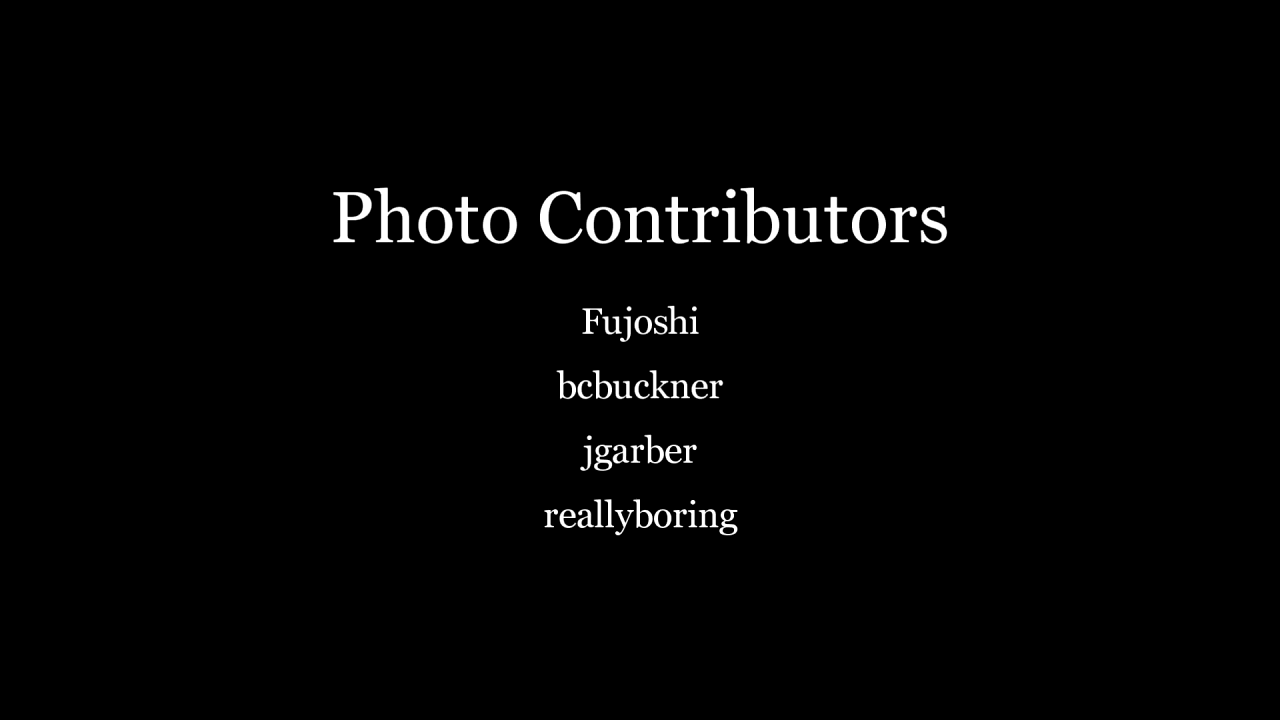 Photo Contributors
Fujoshi
bcbuckner
jgarber
reallyboring